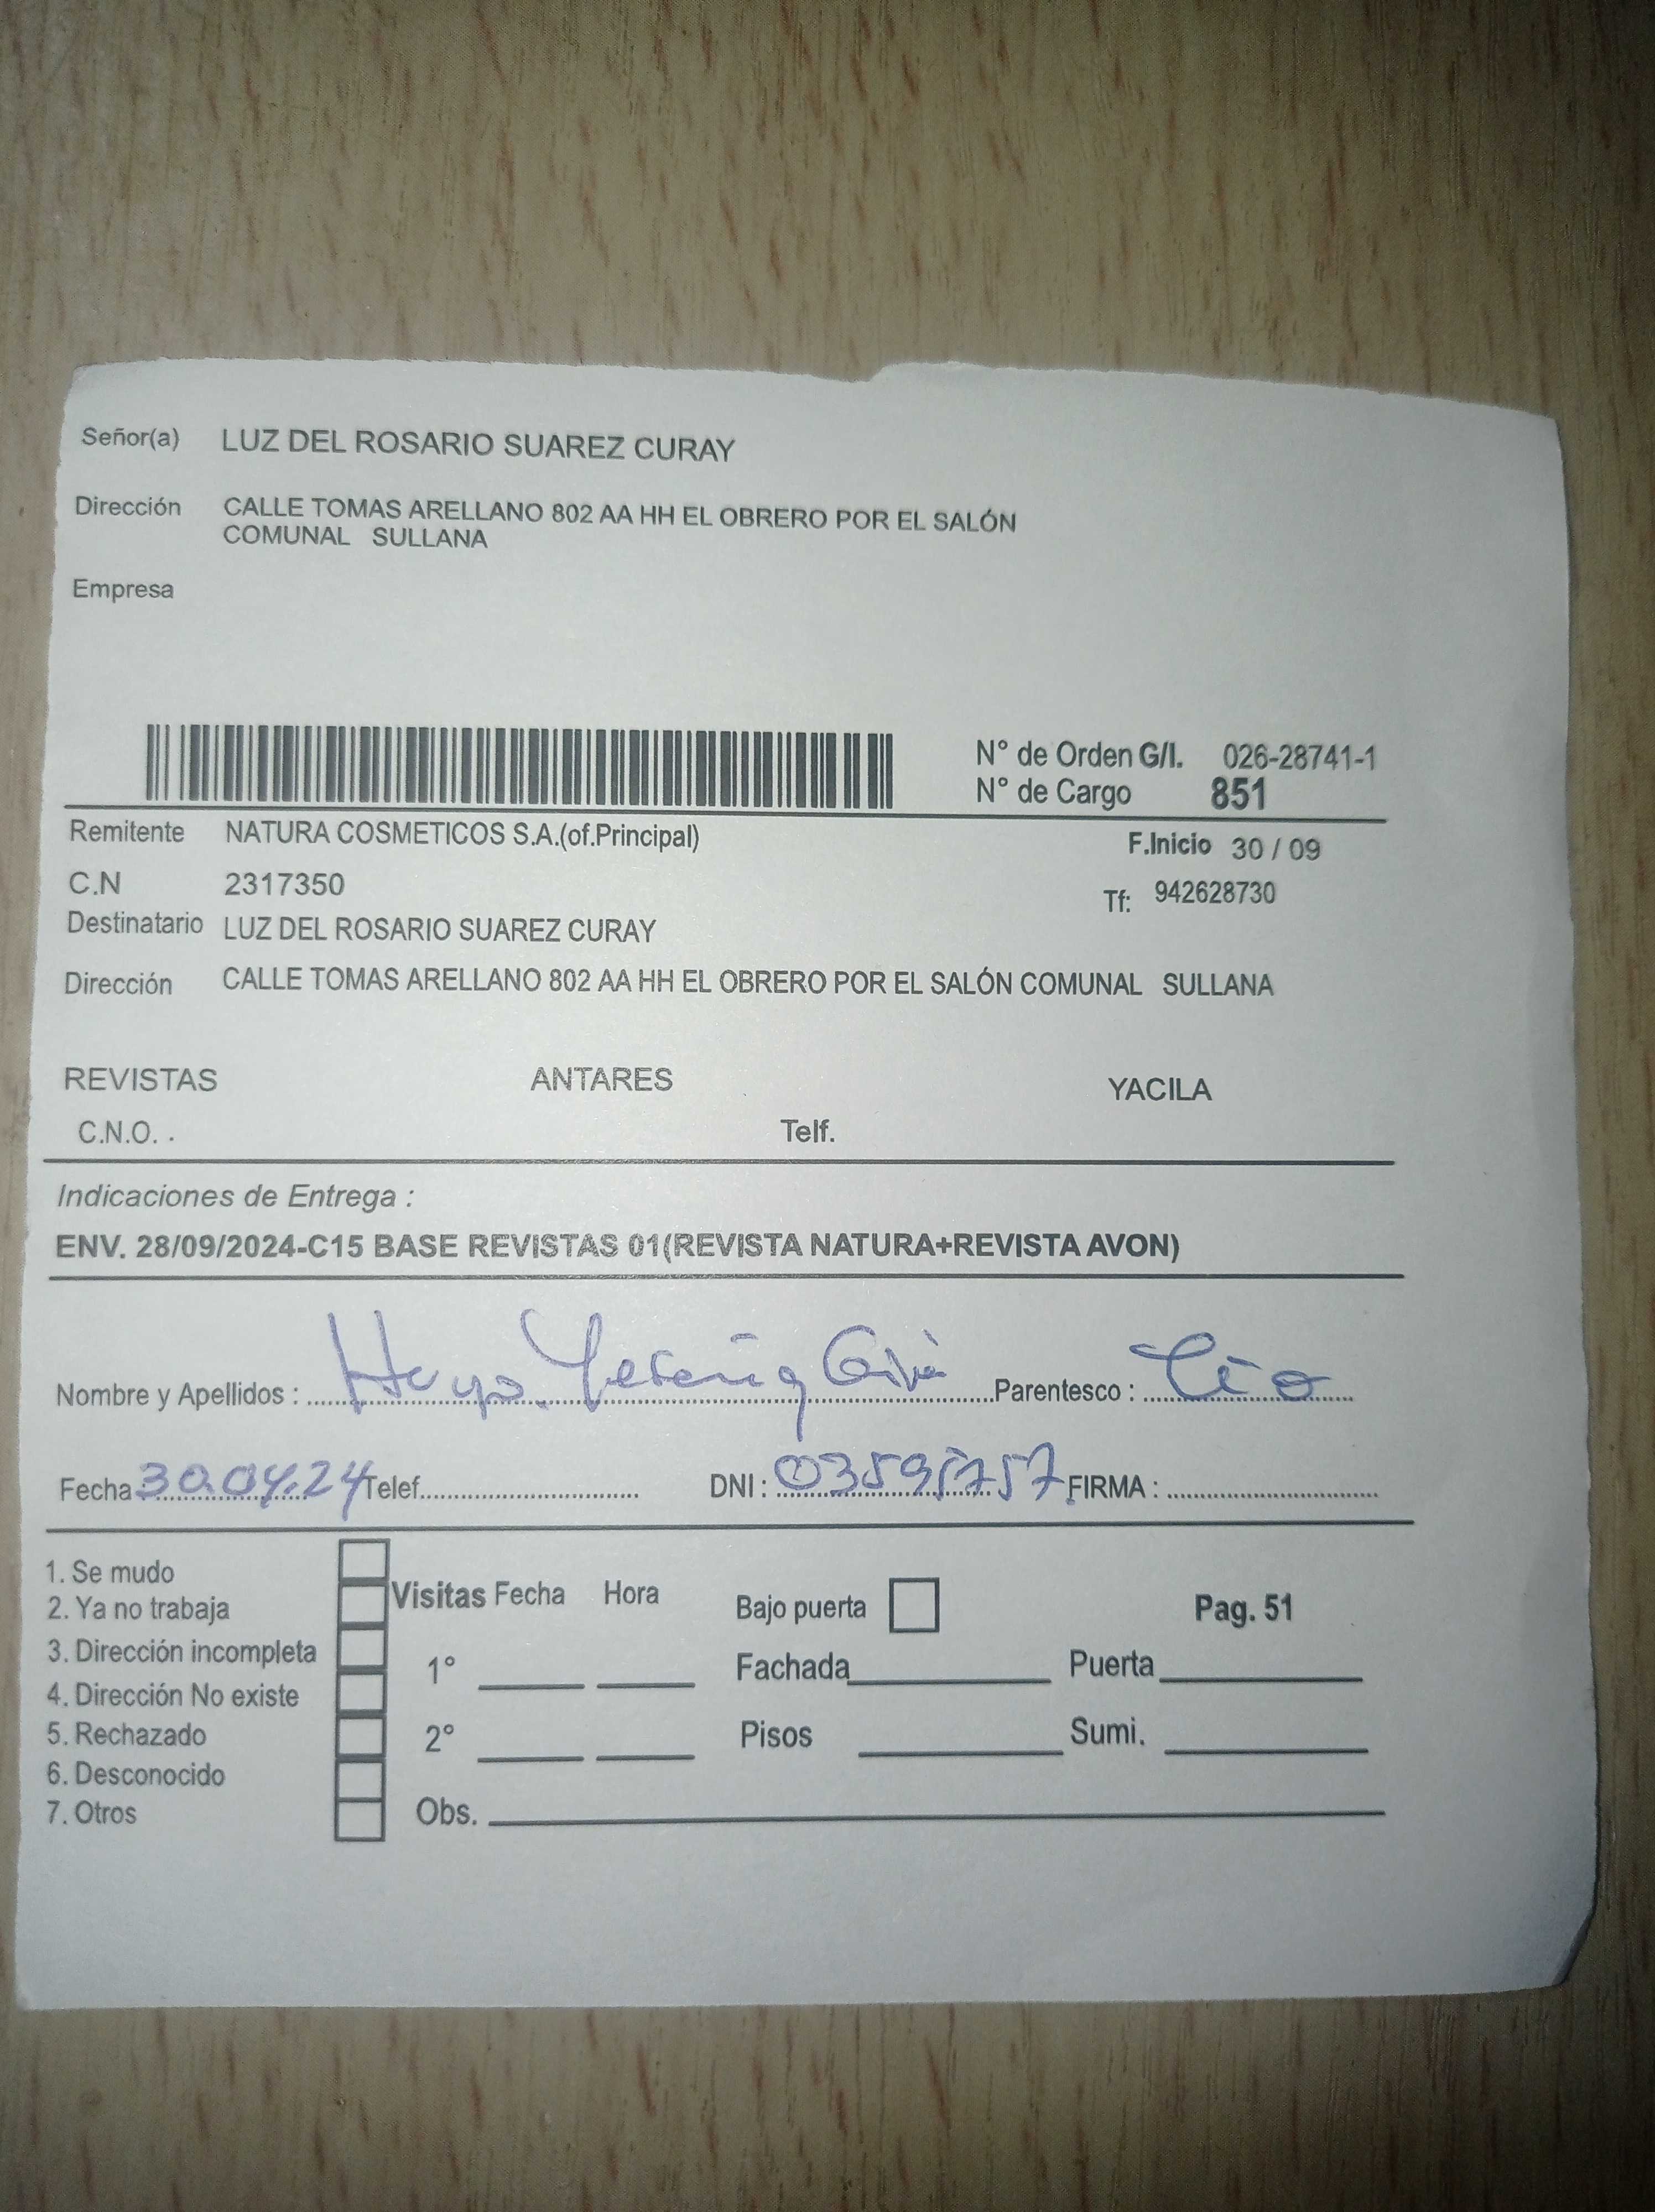 Señor(a) LUZ DEL ROSARIO SUAREZ CURAY
Dirección CALLE TOMAS ARELLANO 802 AA HH EL OBRERO POR EL SALÓN
COMUNAL SULLANA
Empresa
N° de Orden G/I. 026-28741-1
N° de Cargo 851
Remitente NATURA COSMETICOS S.A.(of.Principal) F.Inicio 30 / 09
C.N 2317350 Tf: 942628730
Destinatario LUZ DEL ROSARIO SUAREZ CURAY
Dirección CALLE TOMAS ARELLANO 802 AA HH EL OBRERO POR EL SALÓN COMUNAL SULLANA
REVISTAS ANTARES YACILA
C.N.O. . Telf.
Indicaciones de Entrega :
ENV. 28/09/2024-C15 BASE REVISTAS 01(REVISTA NATURA+REVISTA AVON)
Nombre y Apellidos : Parentesco : Tío
Fecha Telef. DNI : FIRMA :
1. Se mudo
2. Ya no trabaja Visitas Fecha Hora Bajo puerta Pag. 51
3. Dirección incompleta 1° Fachada Puerta
4. Dirección No existe
5. Rechazado 2° Pisos Sumi.
6. Desconocido
7. Otros Obs.